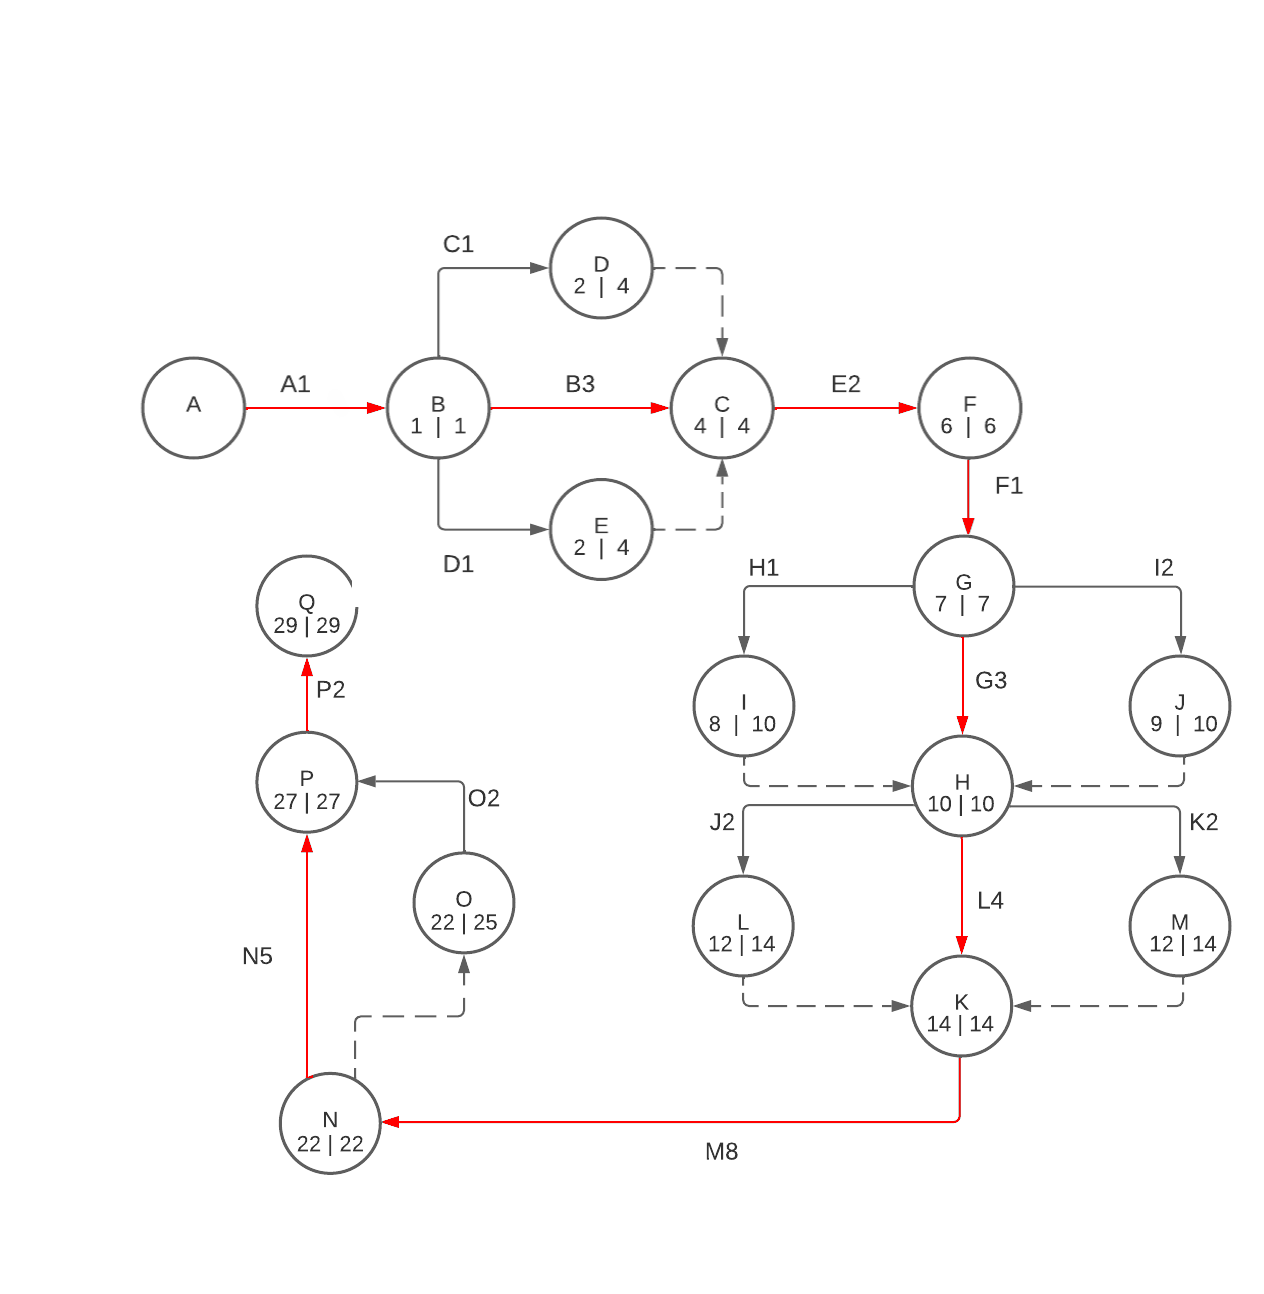 C1
D
2 | 4
A
A1
B
1 | 1
B3
C
4 | 4
E2
F
6 | 6
F1
D1
E
2 | 4
Q
29 | 29
H1
G
7 | 7
I2
P2
I
8 | 10
G3
J
9 | 10
P
27 | 27
O2
H
10 | 10
J2
K2
O
22 | 25
L
12 | 14
L4
M
12 | 14
N5
K
14 | 14
N
22 | 22
M8